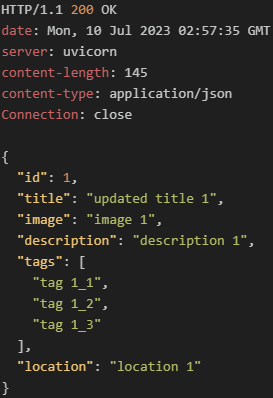 HTTP/1.1 200 OK
date: Mon, 10 Jul 2023 02:57:35 GMT
server: uvicorn
content-length: 145
content-type: application/json
Connection: close

{
  "id": 1,
  "title": "updated title 1",
  "image": "image 1",
  "description": "description 1",
  "tags": [
    "tag 1_1",
    "tag 1_2",
    "tag 1_3"
  ],
  "location": "location 1"
}